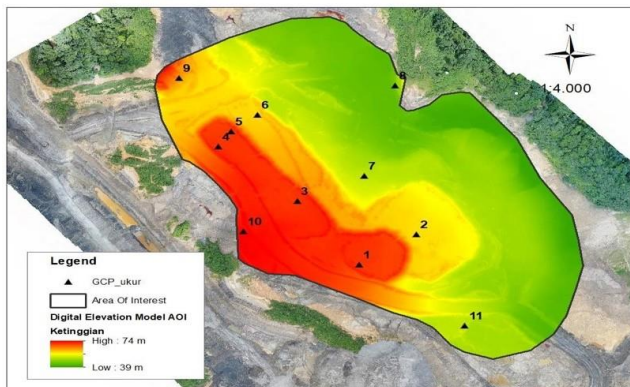 N
1:4.000
9
8
6
5
4
7
3
10
2
1
11
Legend
GCP_ukur
Area Of Interest
Digital Elevation Model AOI
Ketinggian
High : 74 m
Low : 39 m